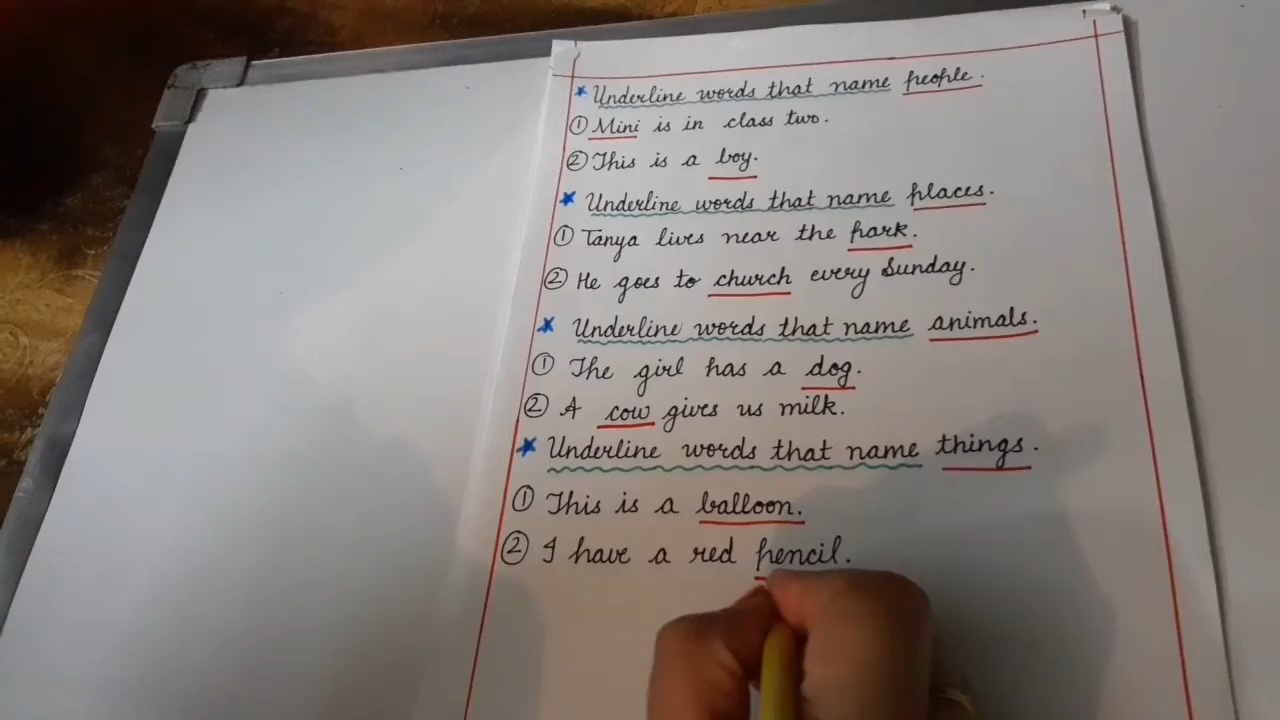 * Underline words that name people.
① Mini is in class two.
② This is a boy.
* Underline words that name places.
① Tanya lives near the park.
② He goes to church every Sunday.
* Underline words that name animals.
① The girl has a dog.
② A cow gives us milk.
* Underline words that name things.
① This is a balloon.
② I have a red pencil.